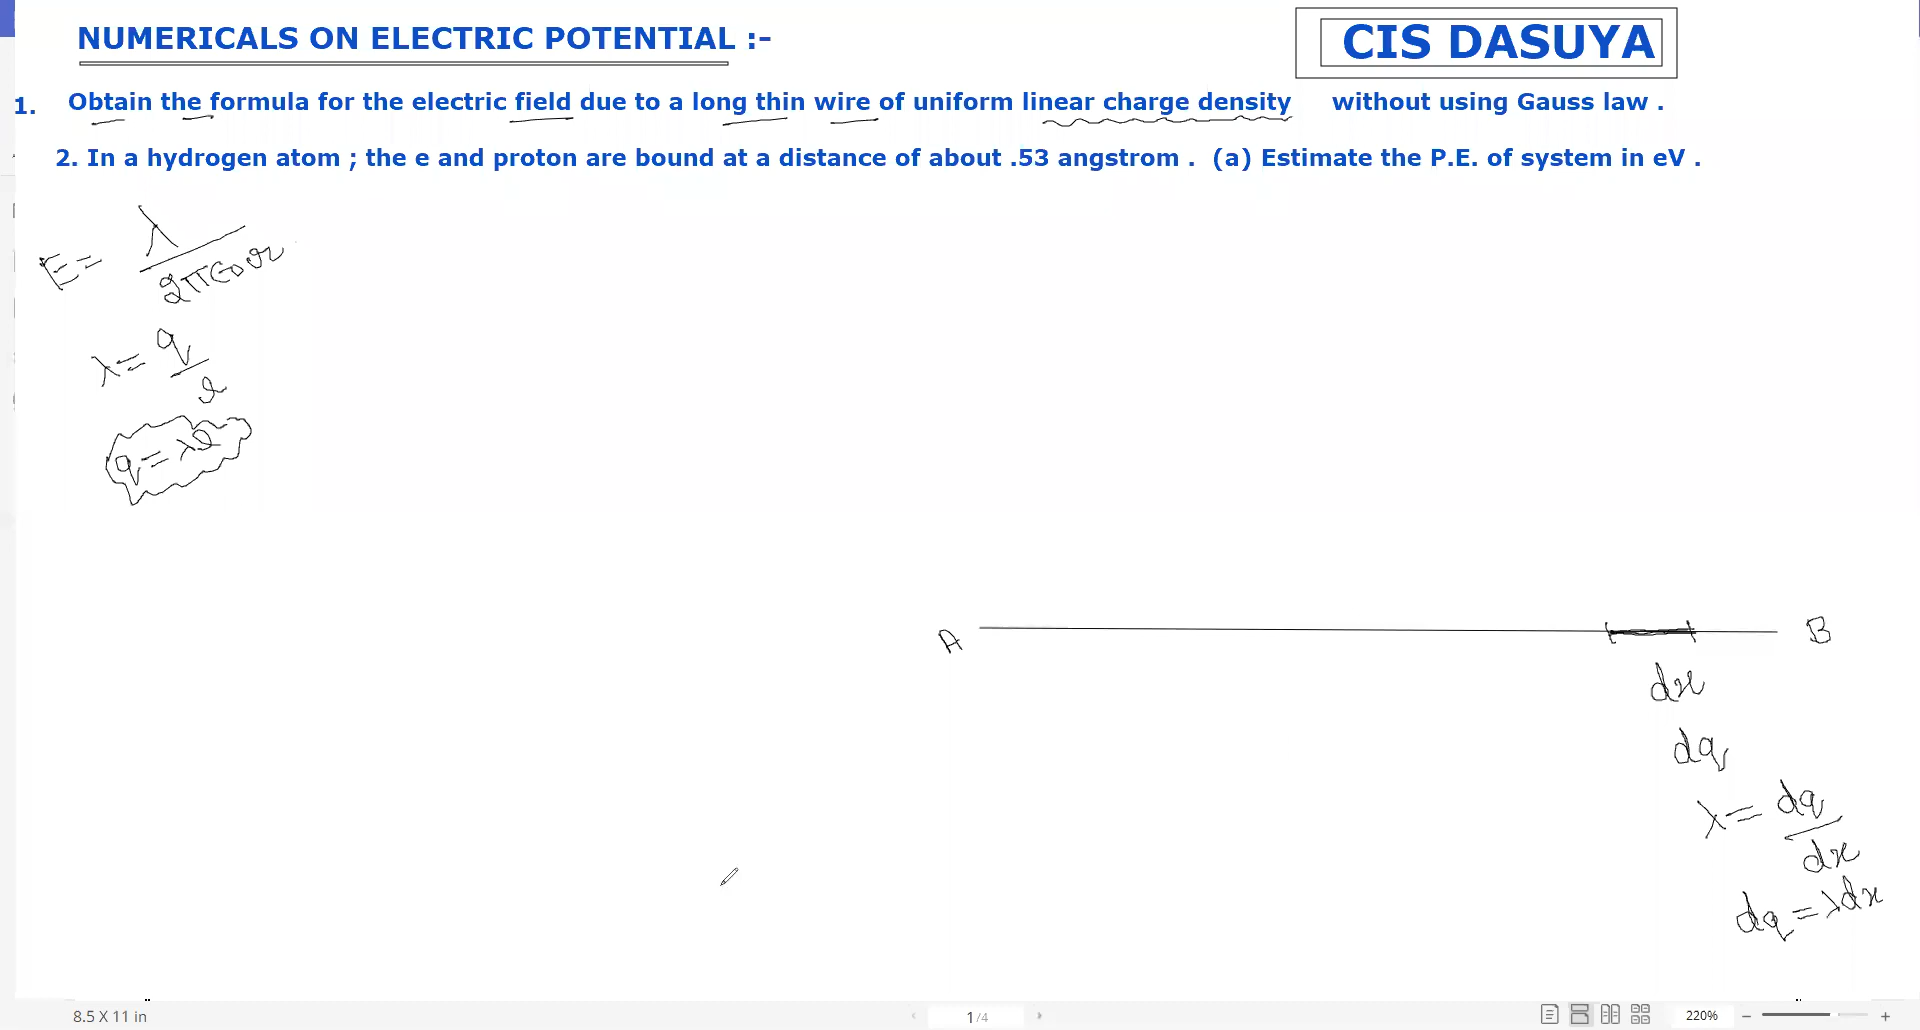 NUMERICALS ON ELECTRIC POTENTIAL :-
CIS DASUYA
1. Obtain the formula for the electric field due to a long thin wire of uniform linear charge density without using Gauss law .
2. In a hydrogen atom ; the e and proton are bound at a distance of about .53 angstrom . (a) Estimate the P.E. of system in eV .
E = λ / 2π∈0r
λ = q / l
q = λl
A
B
dx
dq
λ = dq / dx
dq = λdx
8.5 X 11 in
1 /4
220%